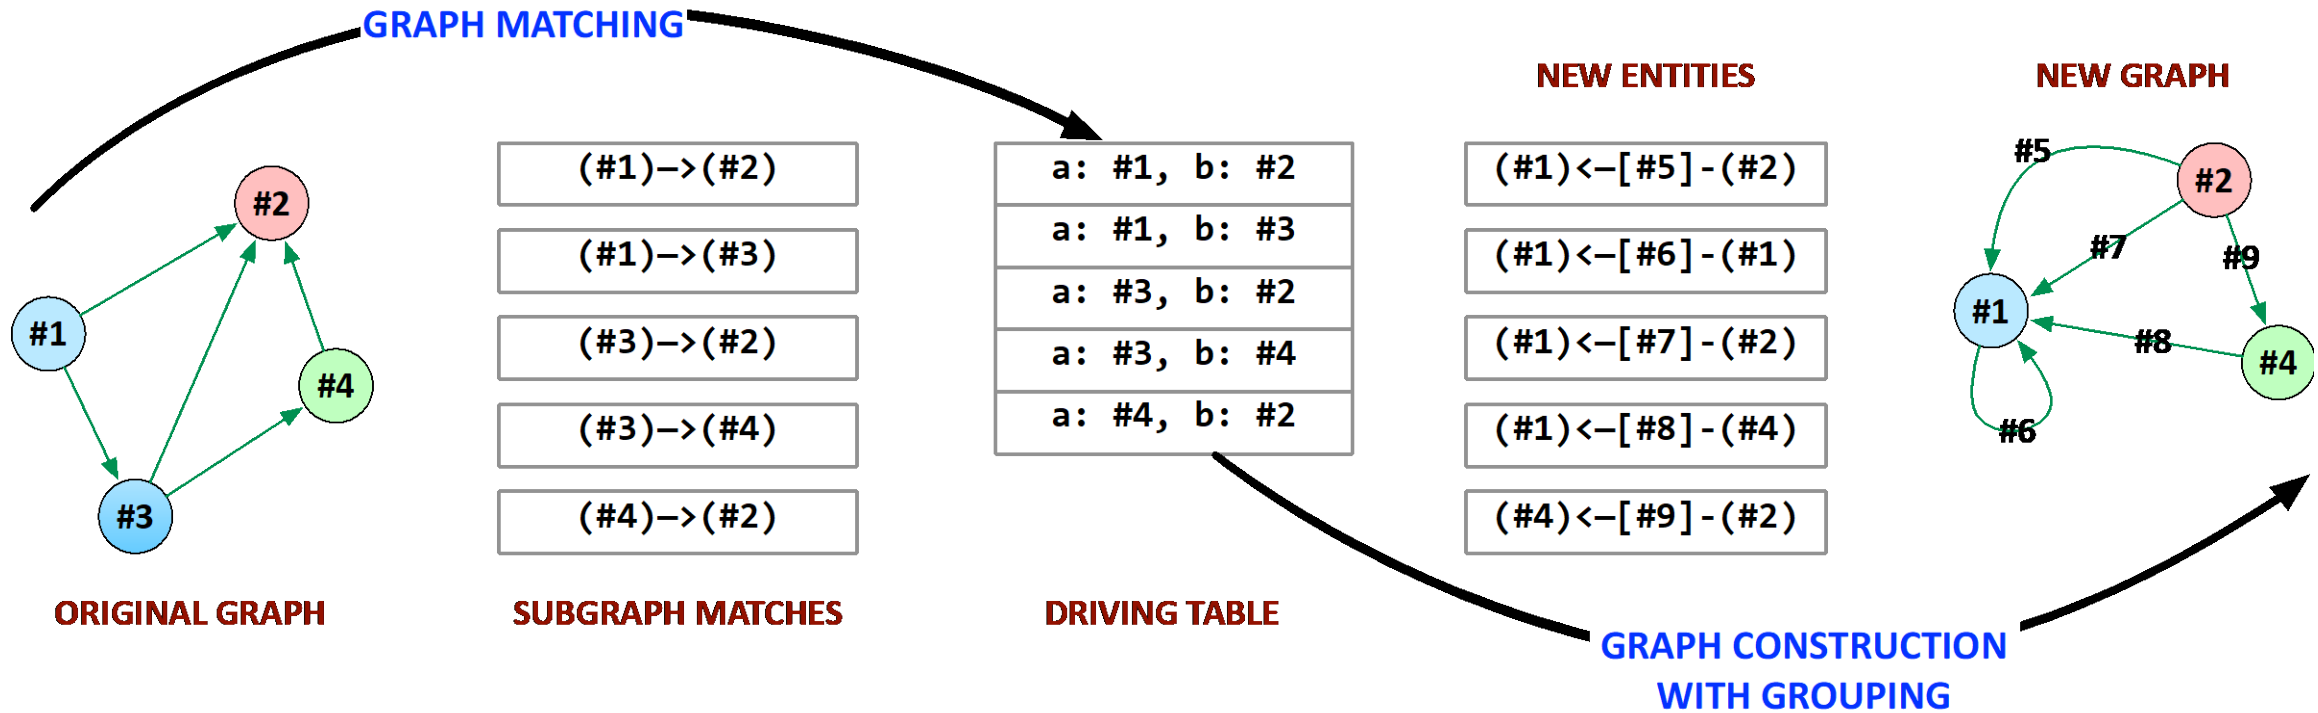 GRAPH MATCHING
#2
#1
#4
#3
ORIGINAL GRAPH
(#1)—>(#2)
(#1)—>(#3)
(#3)—>(#2)
(#3)—>(#4)
(#4)—>(#2)
SUBGRAPH MATCHES
a: #1, b: #2
a: #1, b: #3
a: #3, b: #2
a: #3, b: #4
a: #4, b: #2
DRIVING TABLE
NEW ENTITIES
(#1)<—[#5]-(#2)
(#1)<—[#6]-(#1)
(#1)<—[#7]-(#2)
(#1)<—[#8]-(#4)
(#4)<—[#9]-(#2)
GRAPH CONSTRUCTION
WITH GROUPING
NEW GRAPH
#5
#2
#7
#9
#1
#8
#4
#6